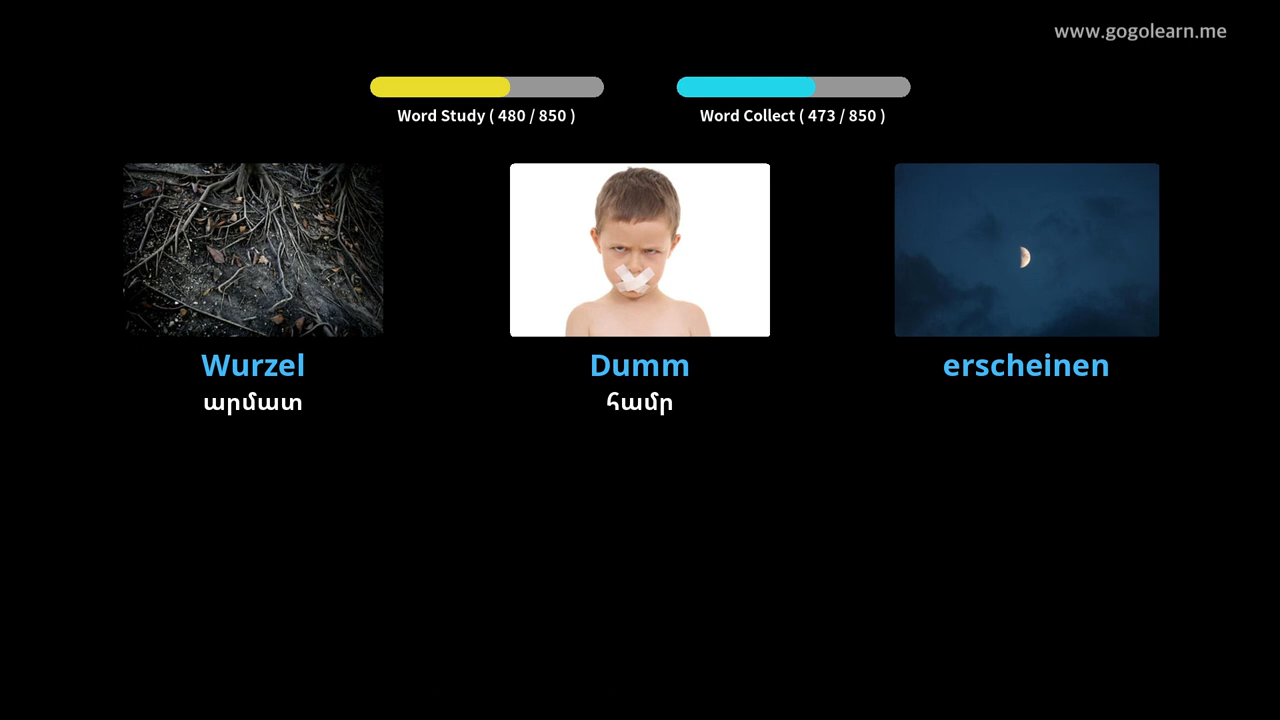 www.gogolearn.me
Word Study ( 480 / 850 )
Word Collect ( 473 / 850 )
Wurzel
արմատ
Dumm
համր
erscheinen